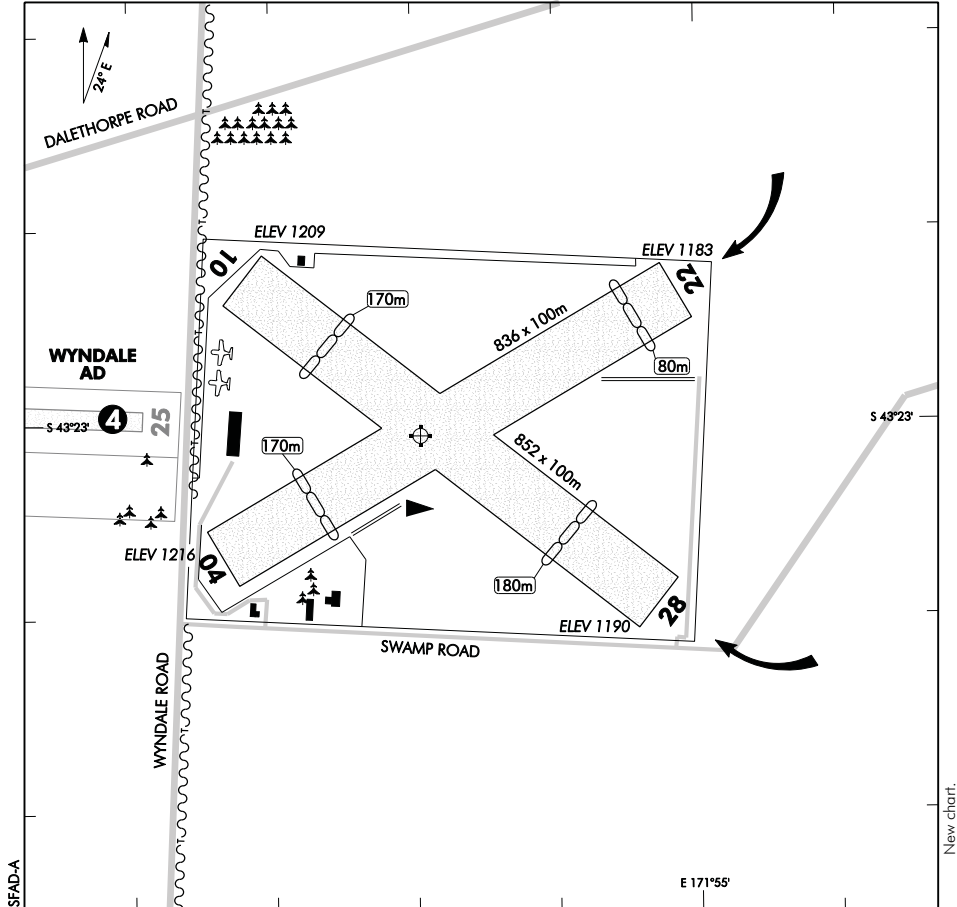 24° E
DALETHORPE ROAD
ELEV 1209
ELEV 1183
10
22
170m
836 x 100m
80m
WYNDALE
AD
4
25
S 43°23'
S 43°23'
170m
852 x 100m
ELEV 1216
04
180m
28
ELEV 1190
SWAMP ROAD
WYNDALE ROAD
New chart.
SFAD-A
E 171°55'